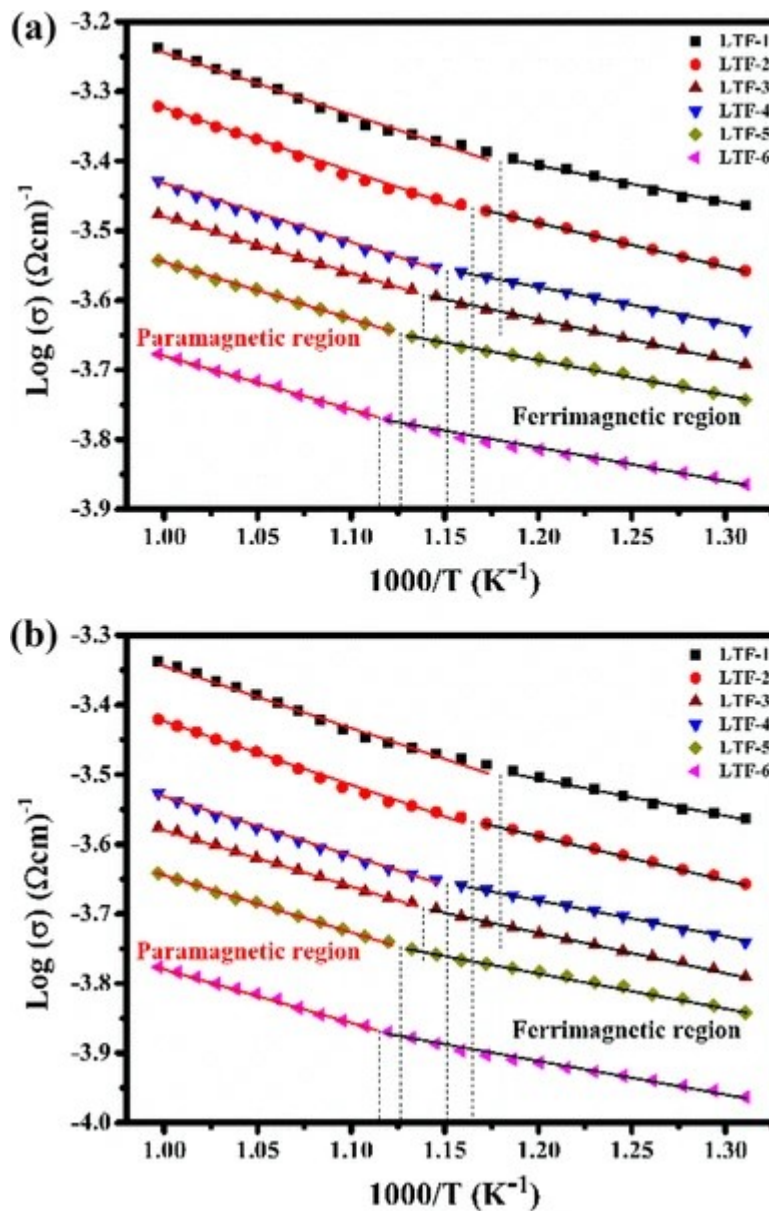 (a)
-3.2
-3.3
-3.4
-3.5
-3.6
-3.7
-3.8
-3.9
Log (σ) (Ωcm)⁻¹
LTF-1
LTF-2
LTF-3
LTF-4
LTF-5
LTF-6
Paramagnetic region
Ferrimagnetic region
1.00 1.05 1.10 1.15 1.20 1.25 1.30
1000/T (K⁻¹)
(b)
-3.3
-3.4
-3.5
-3.6
-3.7
-3.8
-3.9
-4.0
Log (σ) (Ωcm)⁻¹
LTF-1
LTF-2
LTF-3
LTF-4
LTF-5
LTF-6
Paramagnetic region
Ferrimagnetic region
1.00 1.05 1.10 1.15 1.20 1.25 1.30
1000/T (K⁻¹)